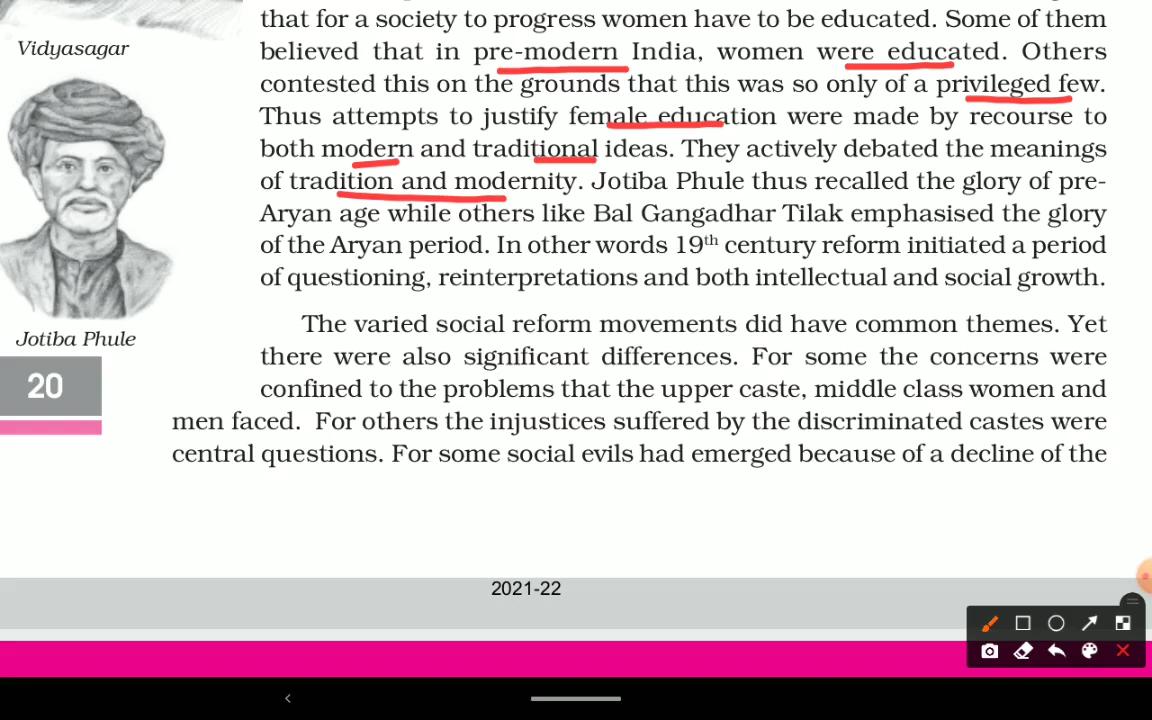 that for a society to progress women have to be educated. Some of them
Vidyasagar
believed that in pre-modern India, women were educated. Others
contested this on the grounds that this was so only of a privileged few.
Thus attempts to justify female education were made by recourse to
both modern and traditional ideas. They actively debated the meanings
of tradition and modernity. Jotiba Phule thus recalled the glory of pre-
Aryan age while others like Bal Gangadhar Tilak emphasised the glory
of the Aryan period. In other words 19th century reform initiated a period
of questioning, reinterpretations and both intellectual and social growth.
Jotiba Phule
The varied social reform movements did have common themes. Yet
there were also significant differences. For some the concerns were
confined to the problems that the upper caste, middle class women and
men faced. For others the injustices suffered by the discriminated castes were
central questions. For some social evils had emerged because of a decline of the
20
2021-22